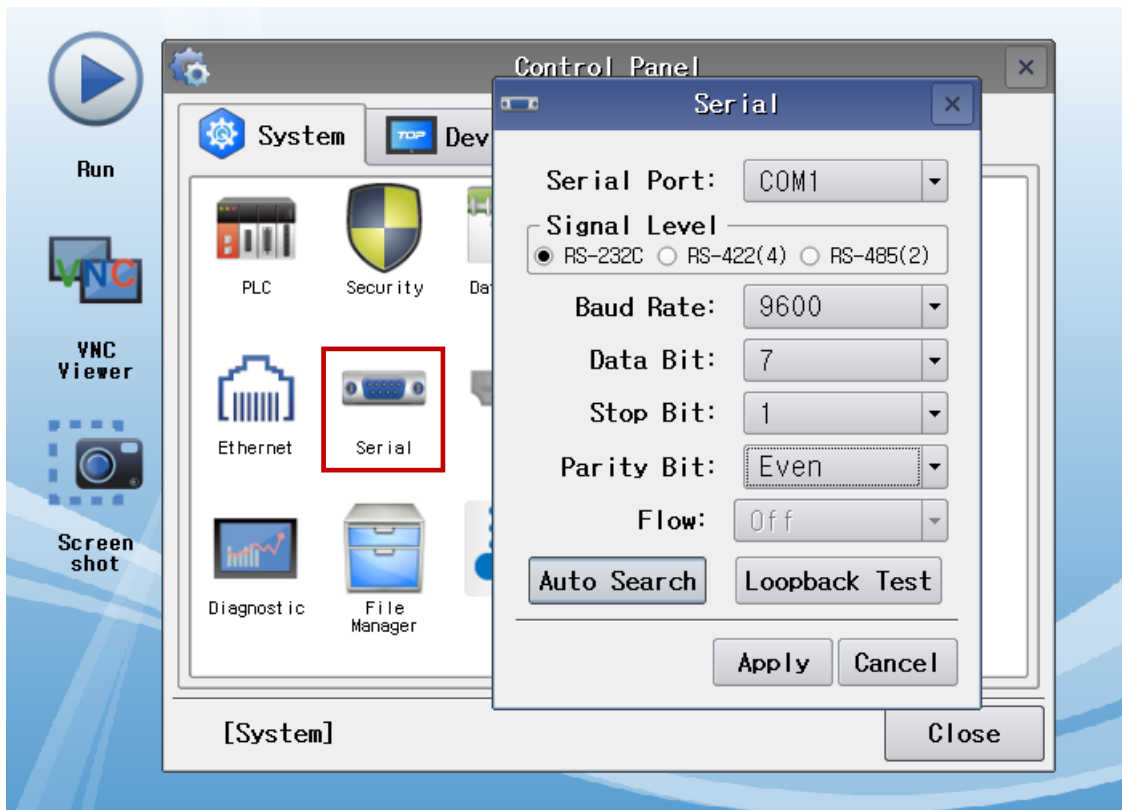 Run
VNC
VNC
Viewer
Screen
shot
Control Panel
System
TOP
Dev
PLC
Security
Da
Ethernet
Serial
Diagnostic
File
Manager
[System]
Close
Serial
Serial Port: COM1
Signal Level
RS-232C RS-422(4) RS-485(2)
Baud Rate: 9600
Data Bit: 7
Stop Bit: 1
Parity Bit: Even
Flow: Off
Auto Search Loopback Test
Apply Cancel